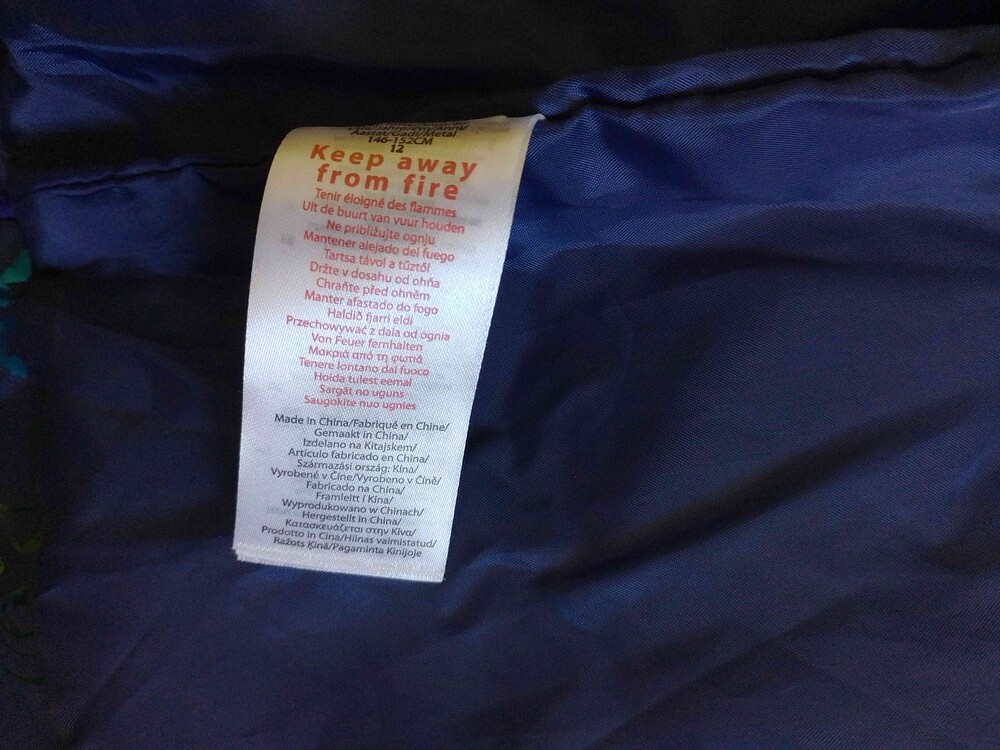 Aastat/Gadi/Metai
146-152CM
12
Keep away
from fire
Tenir éloigné des flammes
Uit de buurt van vuur houden
Ne približujte ognju
Mantener alejado del fuego
Tartsa távol a tűztől
Držte v dosahu od ohňa
Chraňte před ohněm
Manter afastado do fogo
Haldið fjarri eldi
Przechowywać z dala od ognia
Von Feuer fernhalten
Μακριά από τη φωτιά
Tenere lontano dal fuoco
Hoida tulest eemal
Sargāt no uguns
Saugokite nuo ugnies
Made in China/Fabriqué en Chine/
Gemaakt in China/
Izdelano na Kitajskem/
Artículo fabricado en China/
Származási ország: Kína/
Vyrobené v Číne/Vyrobeno v Číně/
Fabricado na China/
Framleitt í Kína/
Wyprodukowano w Chinach/
Hergestellt in China/
Κατασκευάζεται στην Κίνα/
Prodotto in Cina/Hiinas valmistatud/
Ražots Ķīnā/Pagaminta Kinijoje